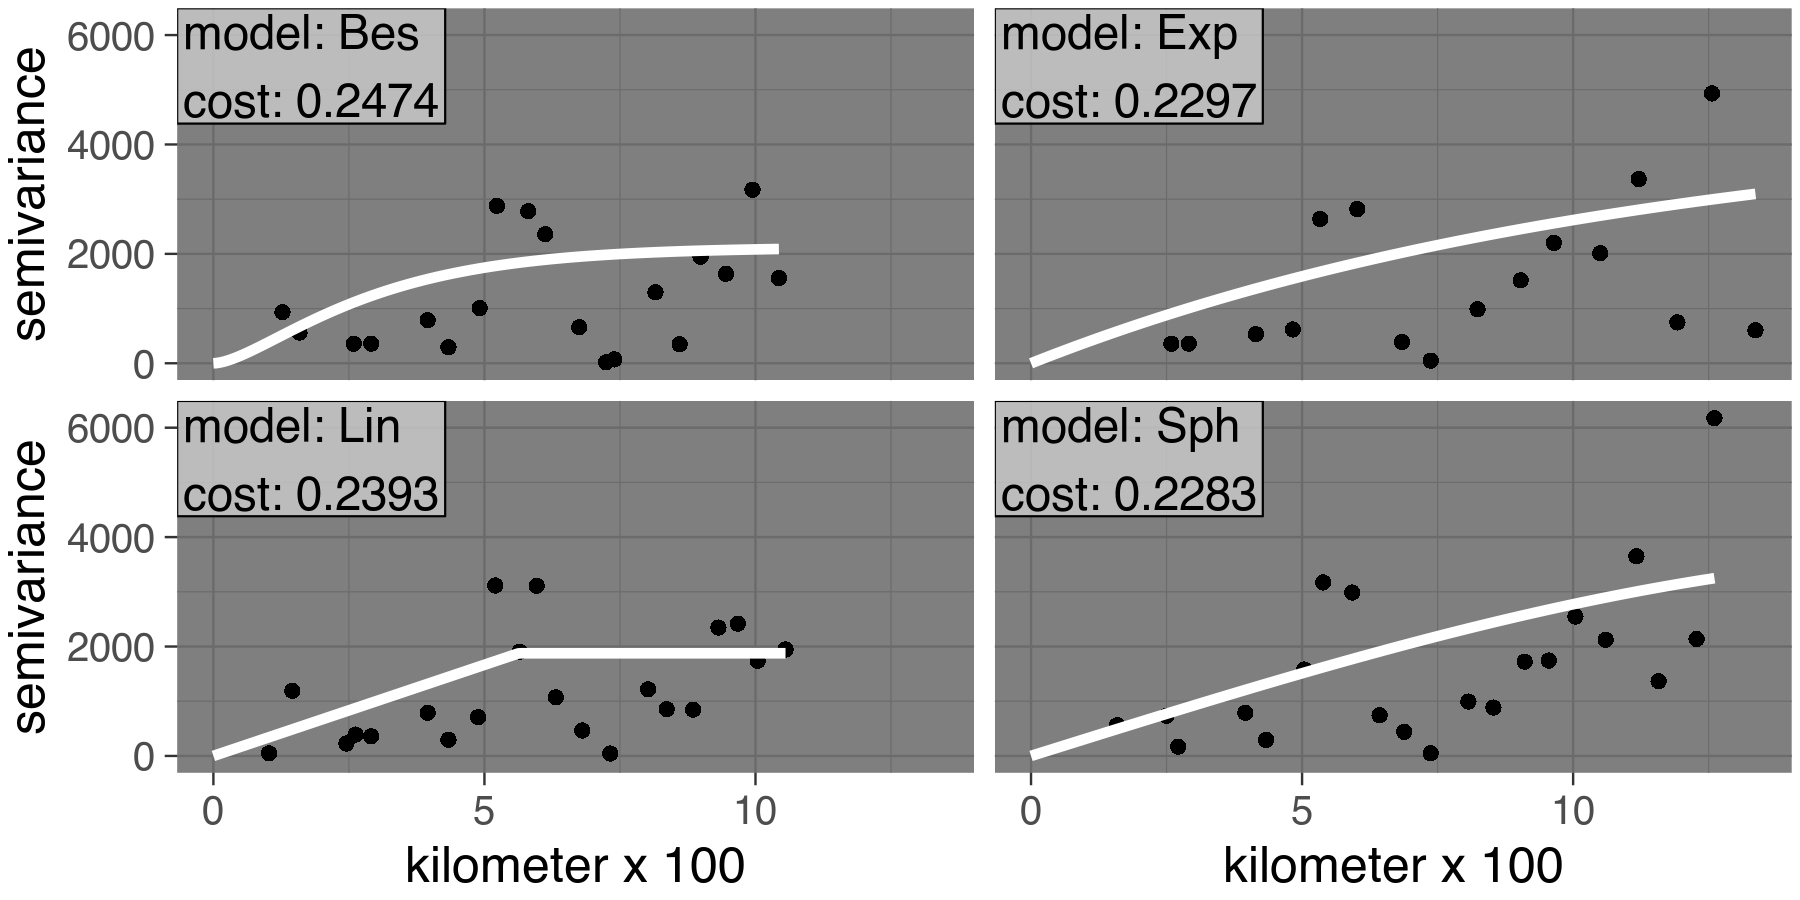 model: Bes
cost: 0.2474
model: Exp
cost: 0.2297
semivariance
6000
4000
2000
0
model: Lin
cost: 0.2393
model: Sph
cost: 0.2283
semivariance
6000
4000
2000
0
0 5 10
0 5 10
kilometer x 100
kilometer x 100